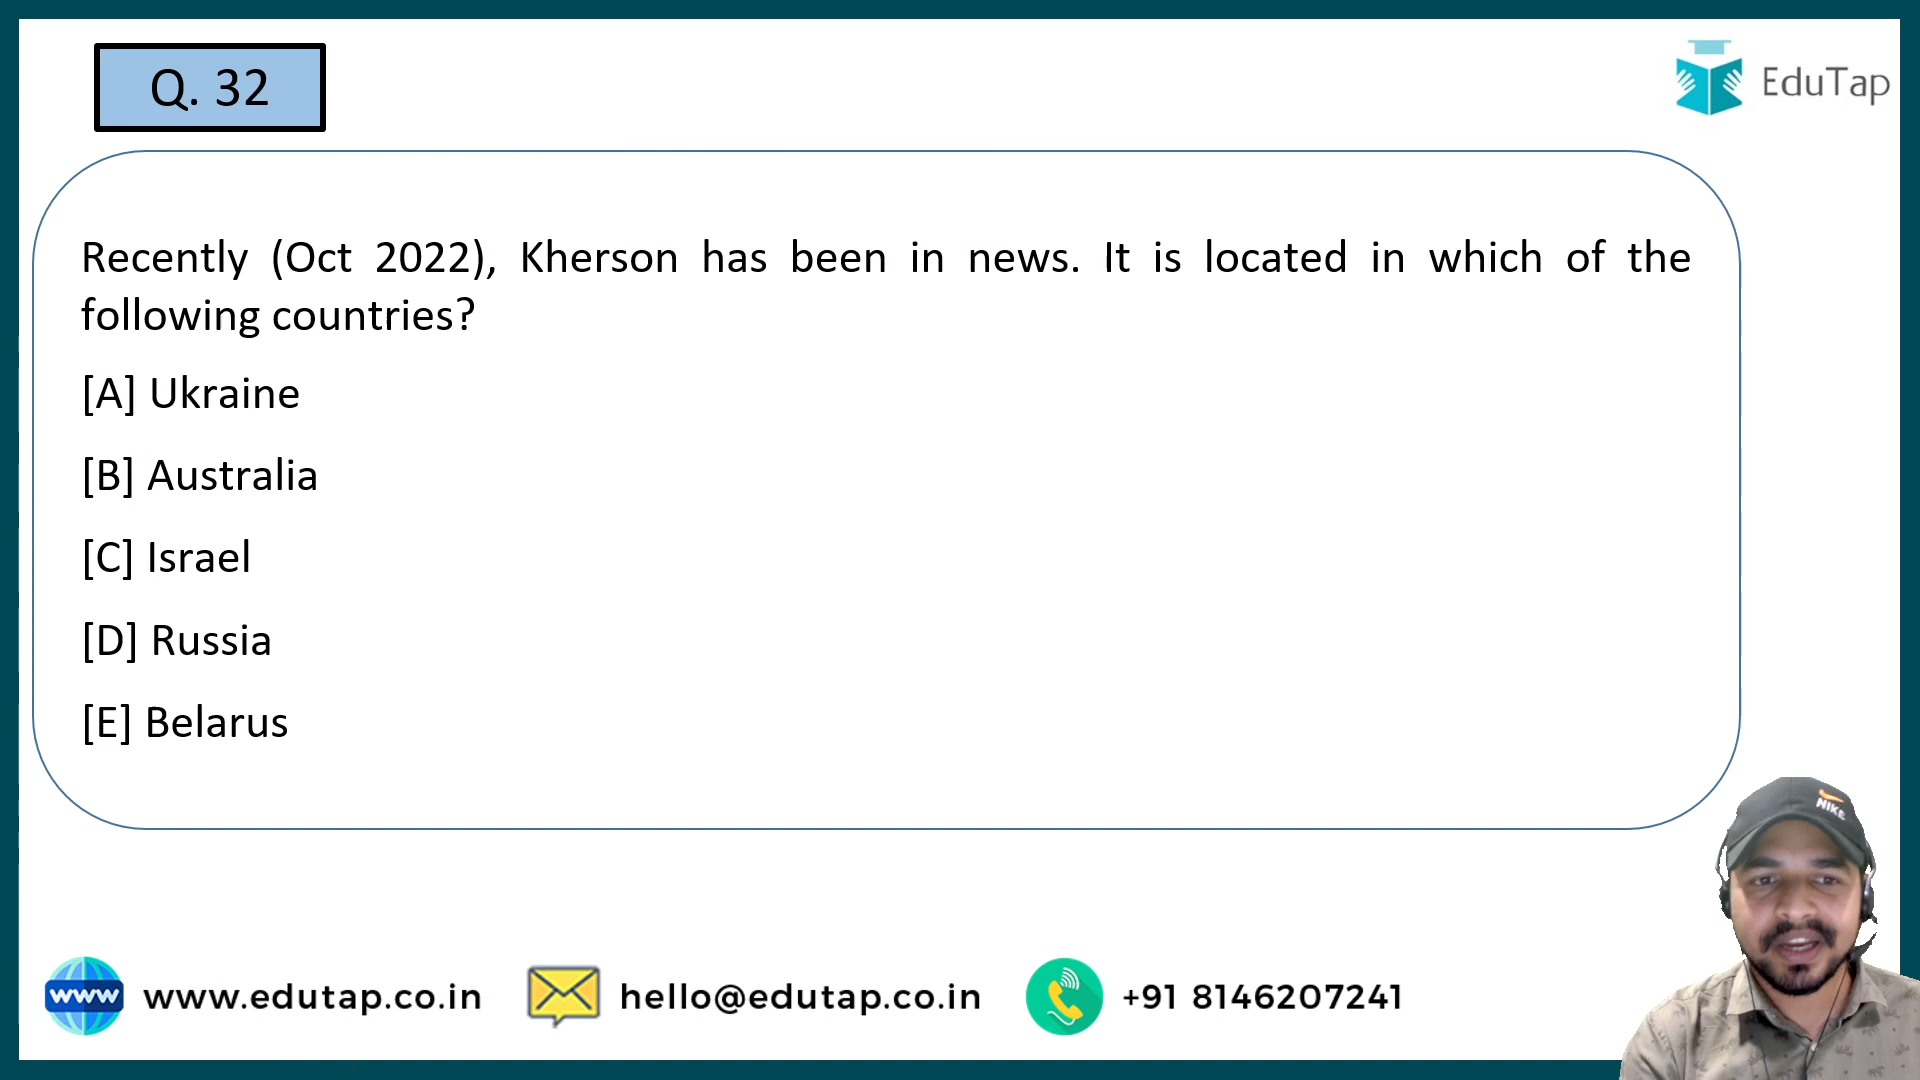 Q. 32
EduTap
Recently (Oct 2022), Kherson has been in news. It is located in which of the
following countries?
[A] Ukraine
[B] Australia
[C] Israel
[D] Russia
[E] Belarus
NIKE
www www.edutap.co.in hello@edutap.co.in +91 8146207241